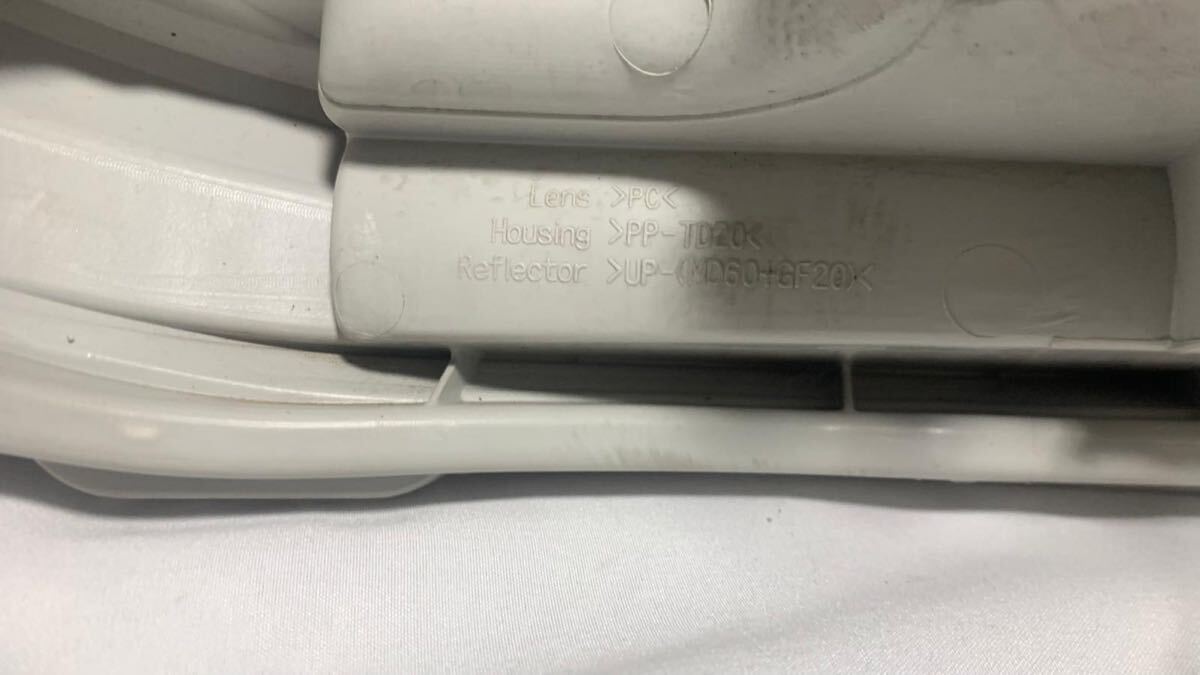 Lens >PC<
Housing >PP-TD20<
Reflector >UP-(MD60+GF20)<